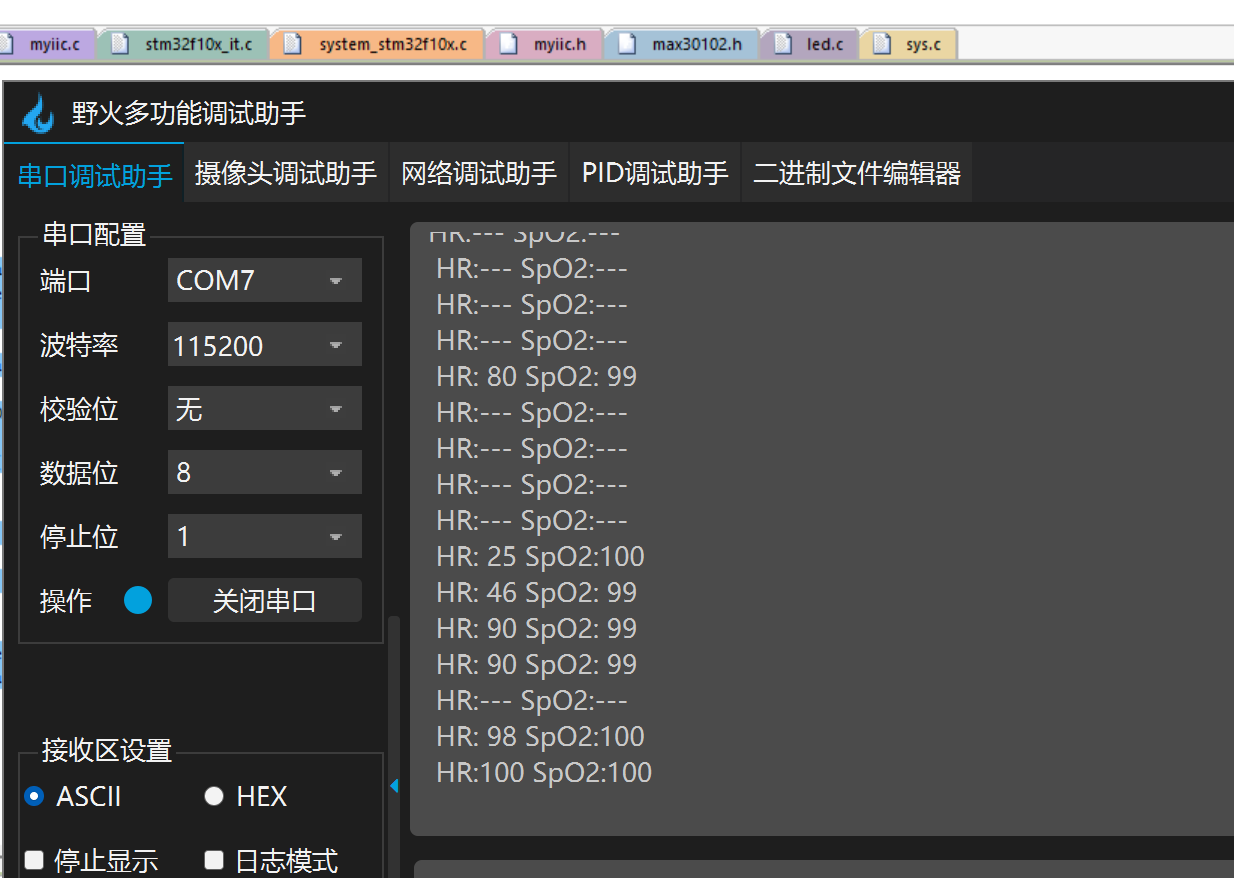 myiic.c stm32f10x_it.c system_stm32f10x.c myiic.h max30102.h led.c sys.c
野火多功能调试助手
串口调试助手 摄像头调试助手 网络调试助手 PID调试助手 二进制文件编辑器
串口配置
端口 COM7
波特率 115200
校验位 无
数据位 8
停止位 1
操作 关闭串口
接收区设置
ASCII HEX
停止显示 日志模式
HR:--- SpO2:---
HR:--- SpO2:---
HR:--- SpO2:---
HR:--- SpO2:---
HR: 80 SpO2: 99
HR:--- SpO2:---
HR:--- SpO2:---
HR:--- SpO2:---
HR:--- SpO2:---
HR: 25 SpO2:100
HR: 46 SpO2: 99
HR: 90 SpO2: 99
HR: 90 SpO2: 99
HR:--- SpO2:---
HR: 98 SpO2:100
HR:100 SpO2:100